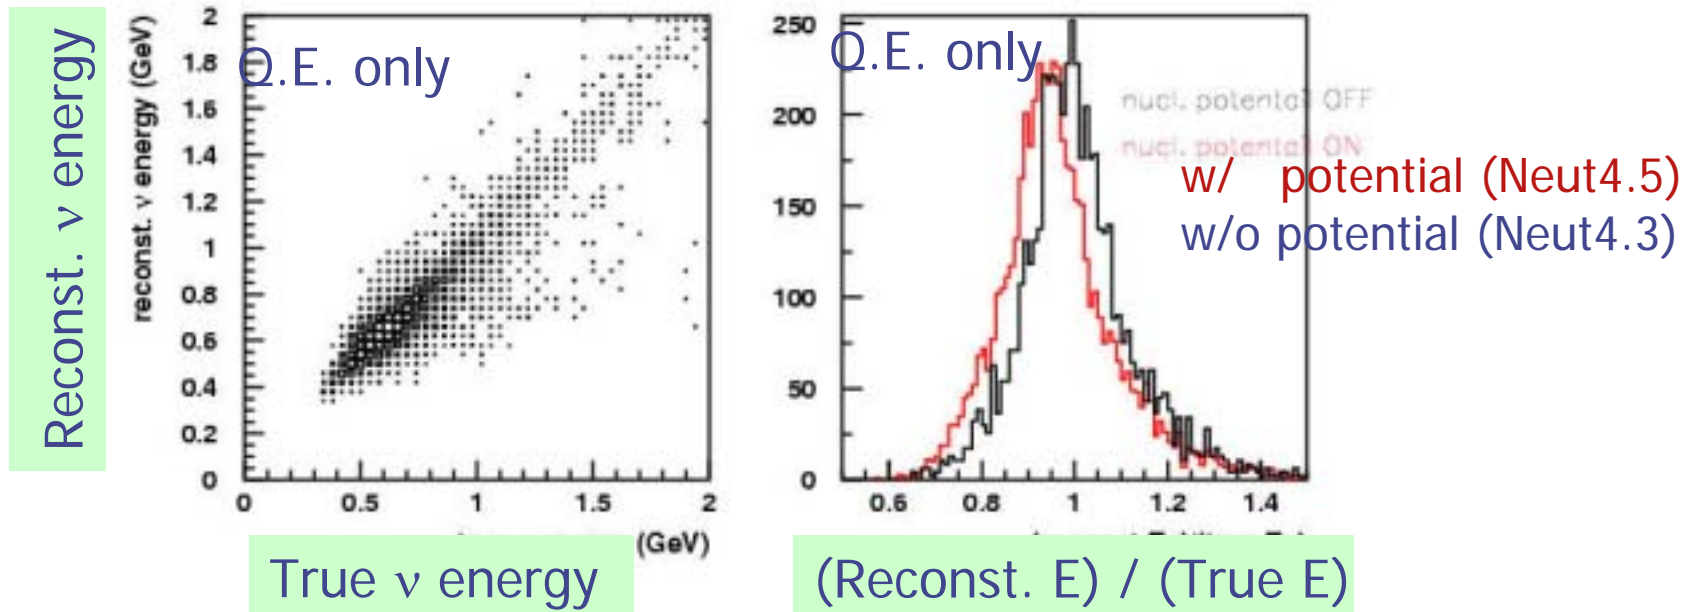 Reconst. ν energy
reconst. ν energy (GeV)
Q.E. only
2
1.8
1.6
1.4
1.2
1
0.8
0.6
0.4
0.2
0
0
0.5
1
1.5
2
(GeV)
True ν energy
Q.E. only
nucl. potental OFF
nucl. potental ON
w/ potential (Neut4.5)
w/o potential (Neut4.3)
250
200
150
100
50
0
0.6
0.8
1
1.2
1.4
(Reconst. E) / (True E)